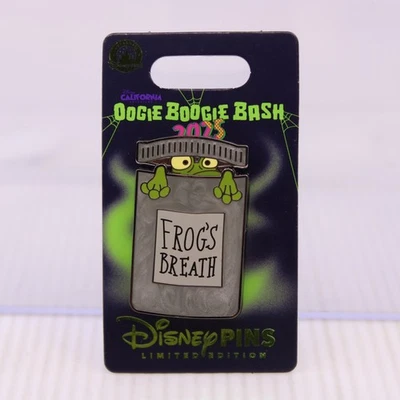 CALIFORNIA
OOGIE BOOGIE BASH
2025
FROG'S
BREATH
Disney PINS
LIMITED EDITION